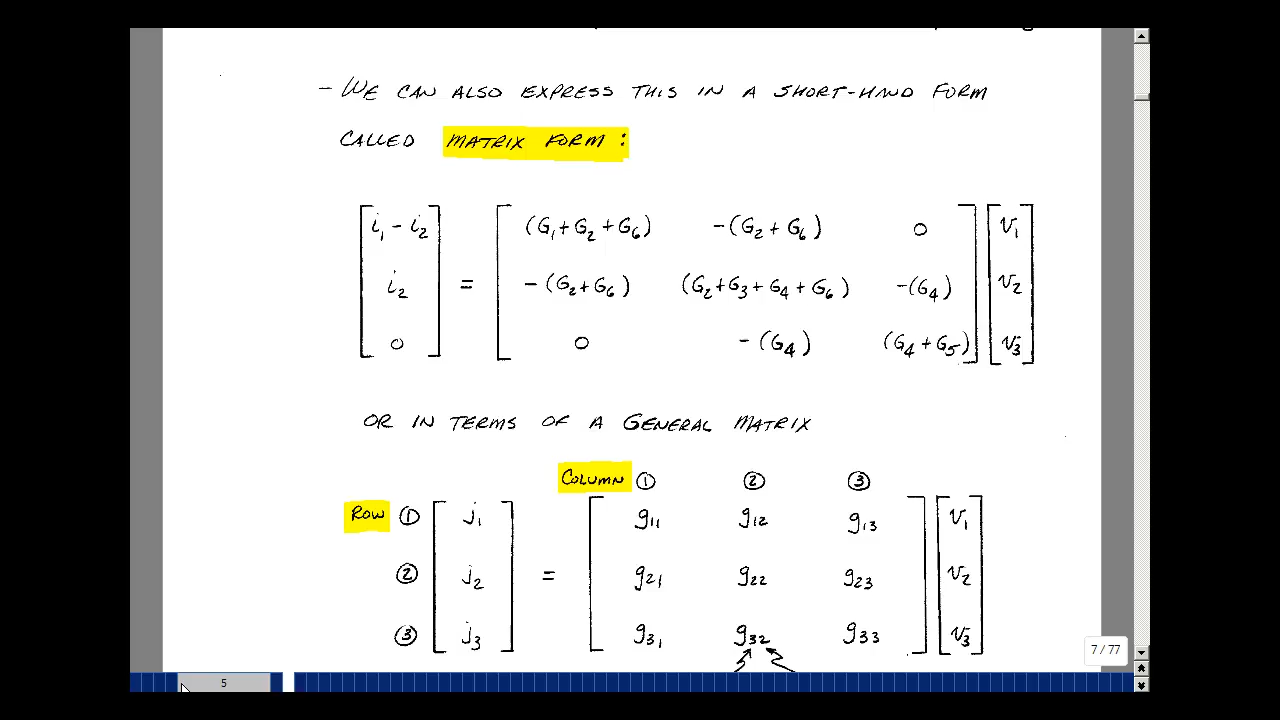 - WE CAN ALSO EXPRESS THIS IN A SHORT-HAND FORM
CALLED MATRIX FORM:
i₁ - i₂ (G₁+G₂+G₆) -(G₂+G₆) 0 v₁
i₂ = -(G₂+G₆) (G₂+G₃+G₄+G₆) -(G₄) v₂
0 0 -(G₄) (G₄+G₅) v₃
OR IN TERMS OF A GENERAL MATRIX
COLUMN ① ② ③
ROW ① j₁ g₁₁ g₁₂ g₁₃ v₁
② j₂ = g₂₁ g₂₂ g₂₃ v₂
③ j₃ g₃₁ g₃₂ g₃₃ v₃
7 / 77
5